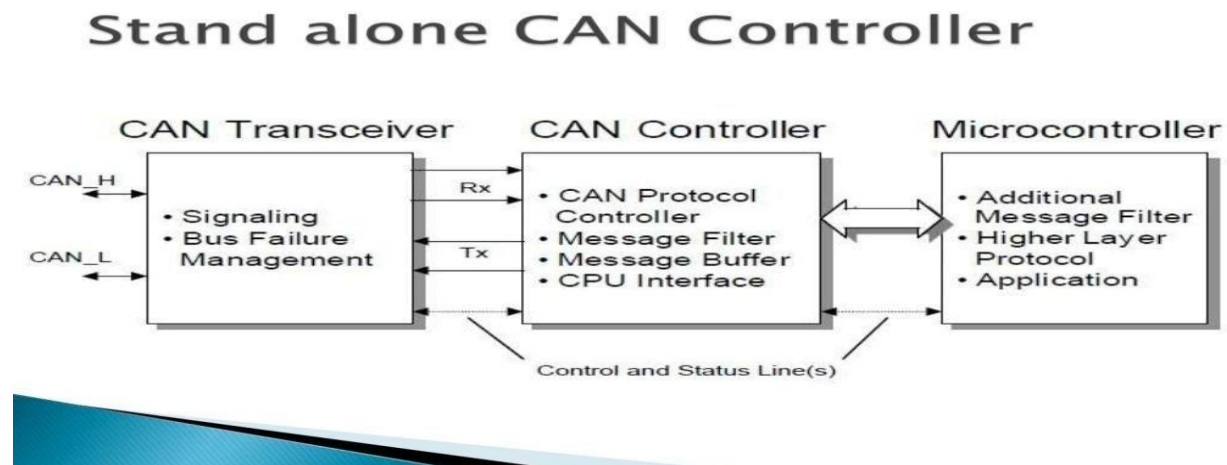 Stand alone CAN Controller
CAN Transceiver
CAN_H
CAN_L
• Signaling
• Bus Failure
Management
Rx
Tx
CAN Controller
• CAN Protocol
Controller
• Message Filter
• Message Buffer
• CPU Interface
Microcontroller
• Additional
Message Filter
• Higher Layer
Protocol
• Application
Control and Status Line(s)